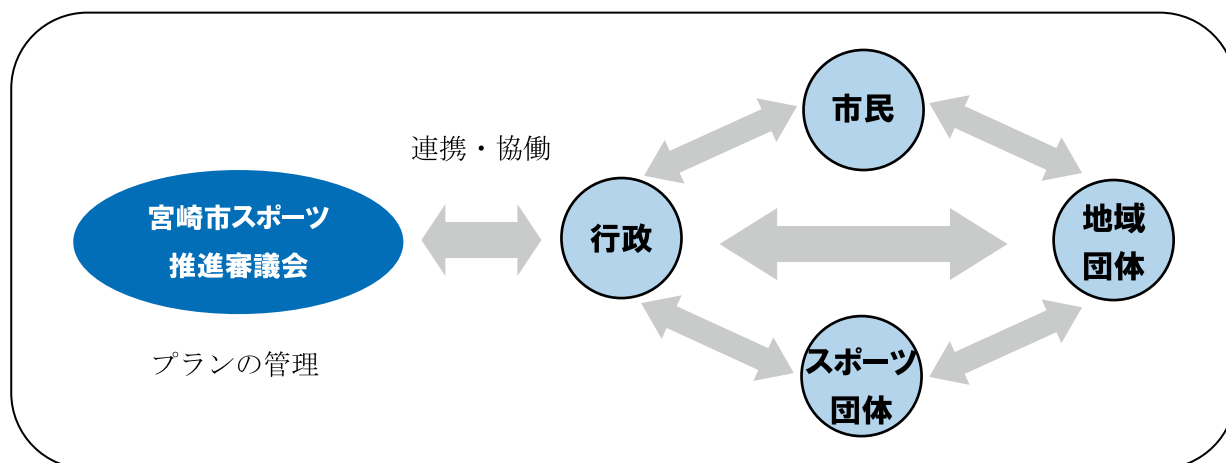 市民
連携・協働
宮崎市スポーツ
推進審議会
行政
地域
団体
プランの管理
スポーツ
団体